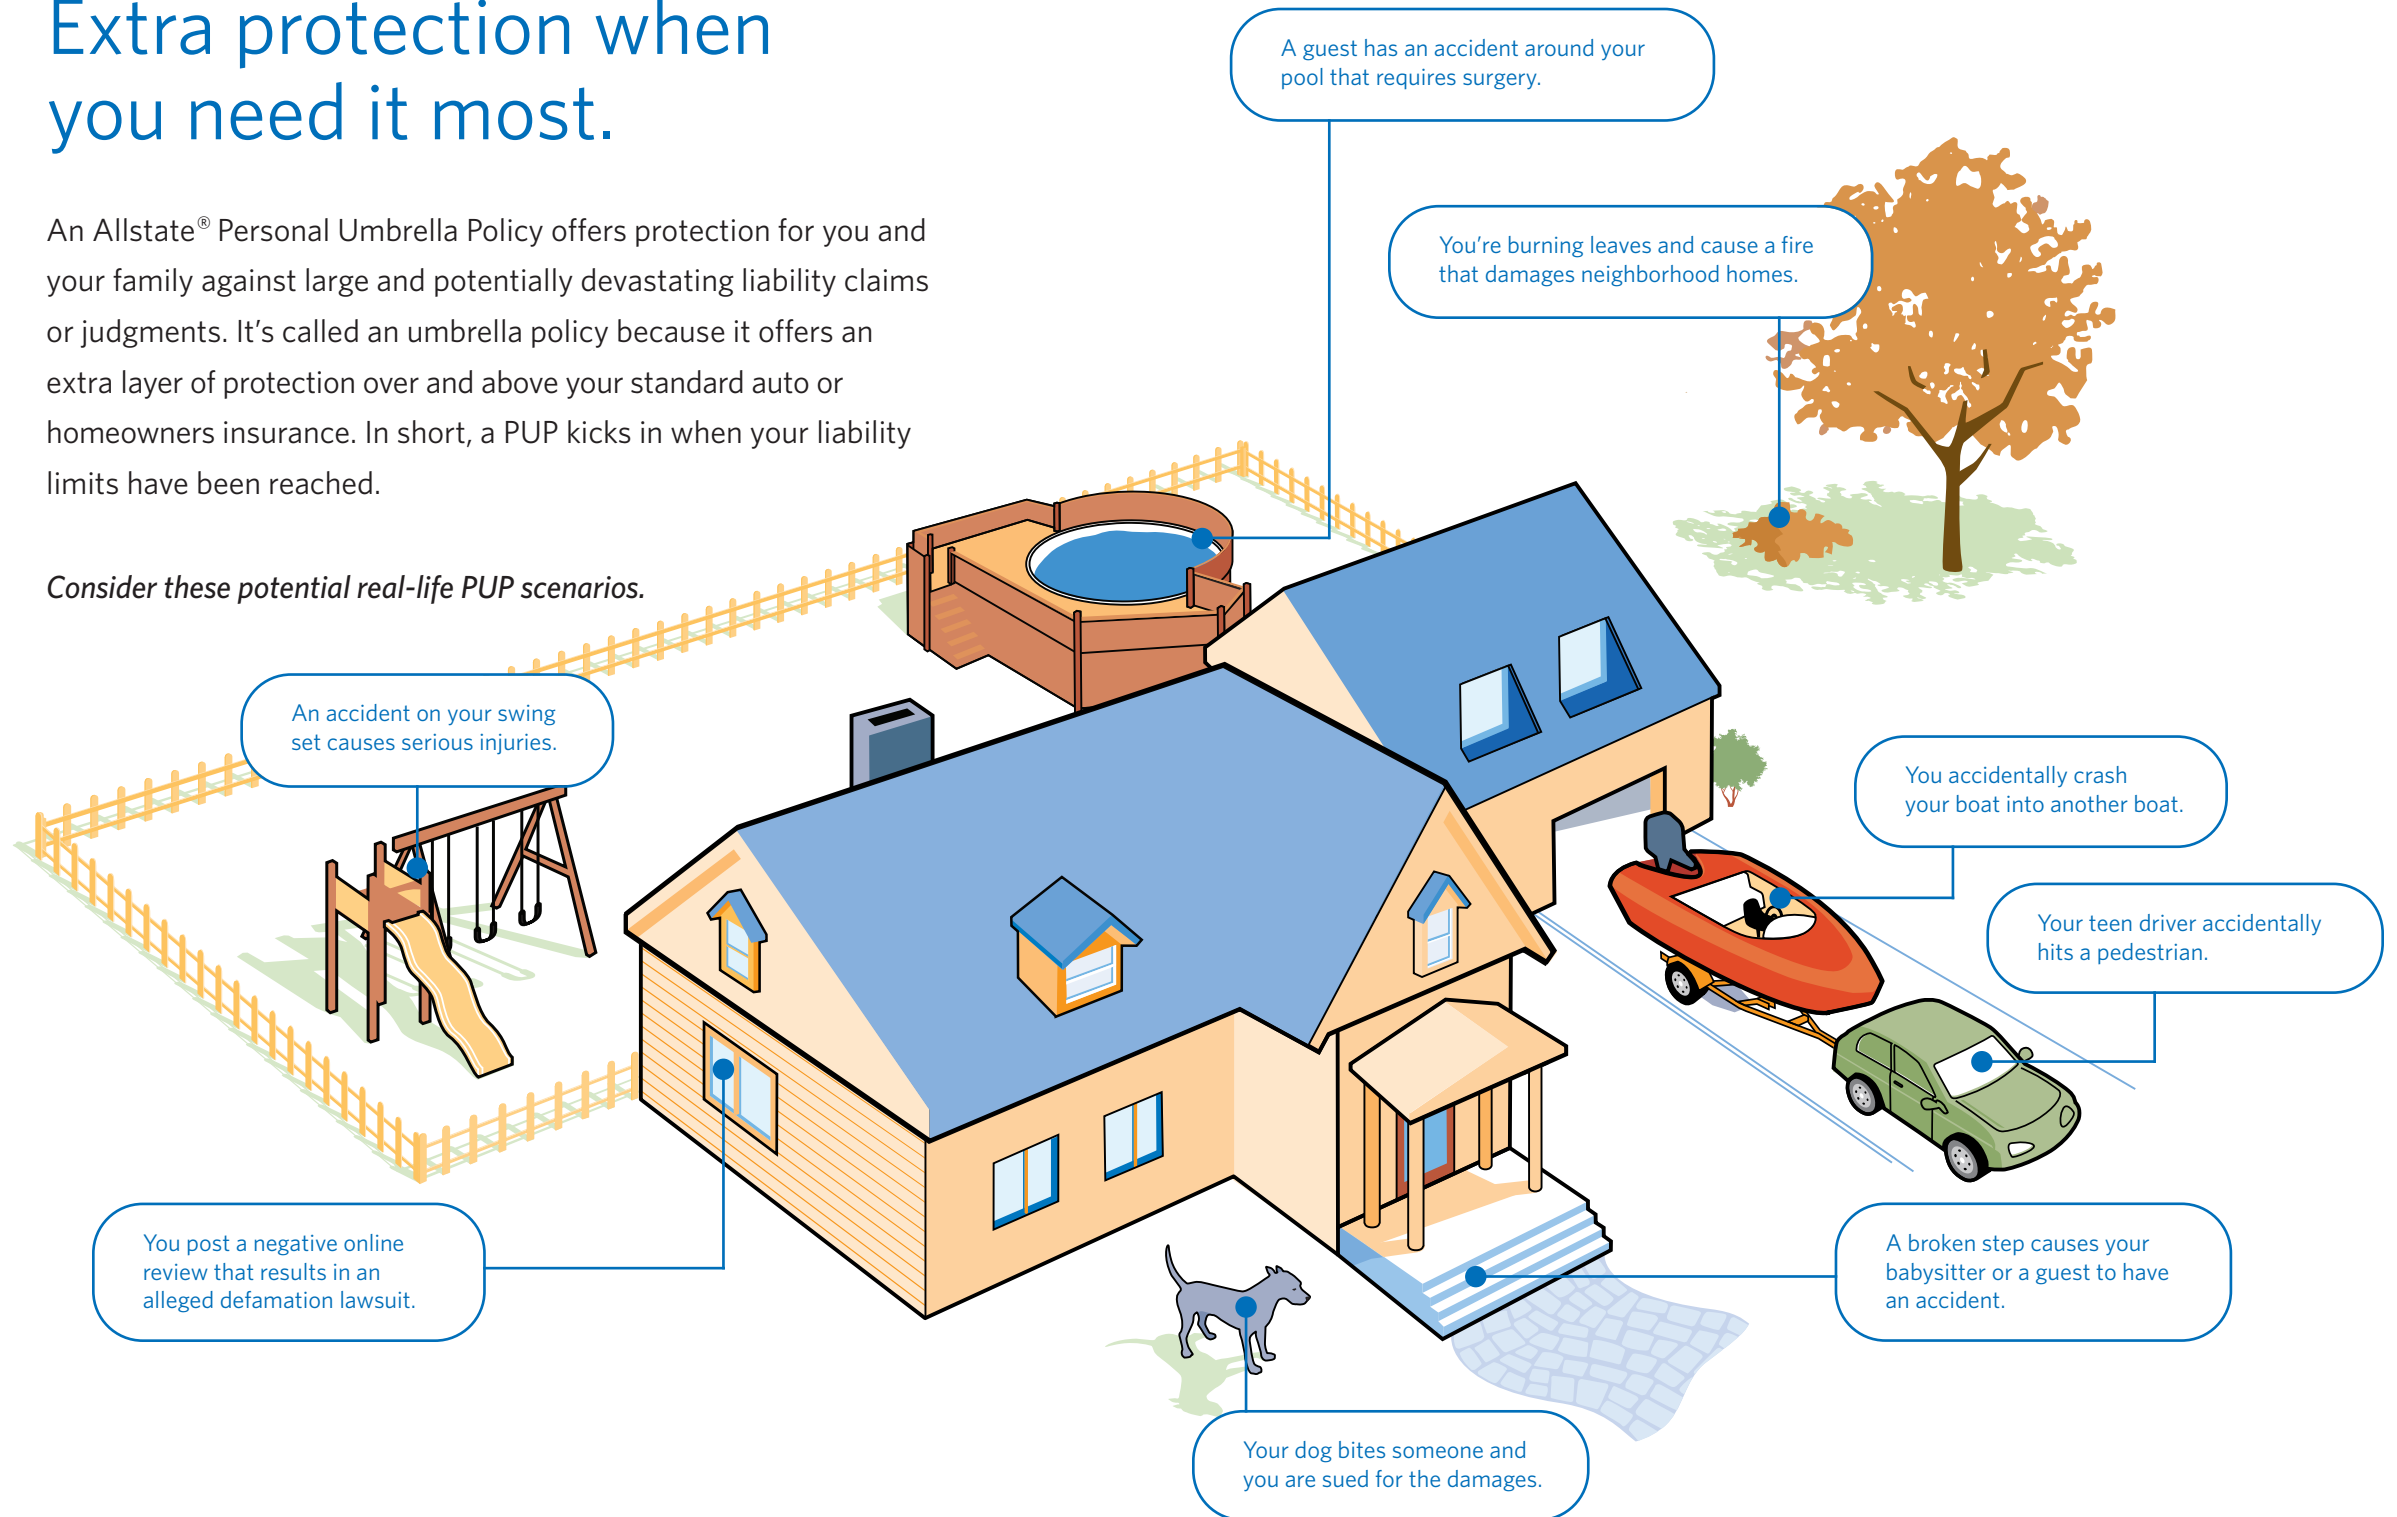 Extra protection when
you need it most.
An Allstate® Personal Umbrella Policy offers protection for you and
your family against large and potentially devastating liability claims
or judgments. It’s called an umbrella policy because it offers an
extra layer of protection over and above your standard auto or
homeowners insurance. In short, a PUP kicks in when your liability
limits have been reached.
Consider these potential real-life PUP scenarios.
A guest has an accident around your
pool that requires surgery.
You’re burning leaves and cause a fire
that damages neighborhood homes.
An accident on your swing
set causes serious injuries.
You accidentally crash
your boat into another boat.
Your teen driver accidentally
hits a pedestrian.
You post a negative online
review that results in an
alleged defamation lawsuit.
A broken step causes your
babysitter or a guest to have
an accident.
Your dog bites someone and
you are sued for the damages.